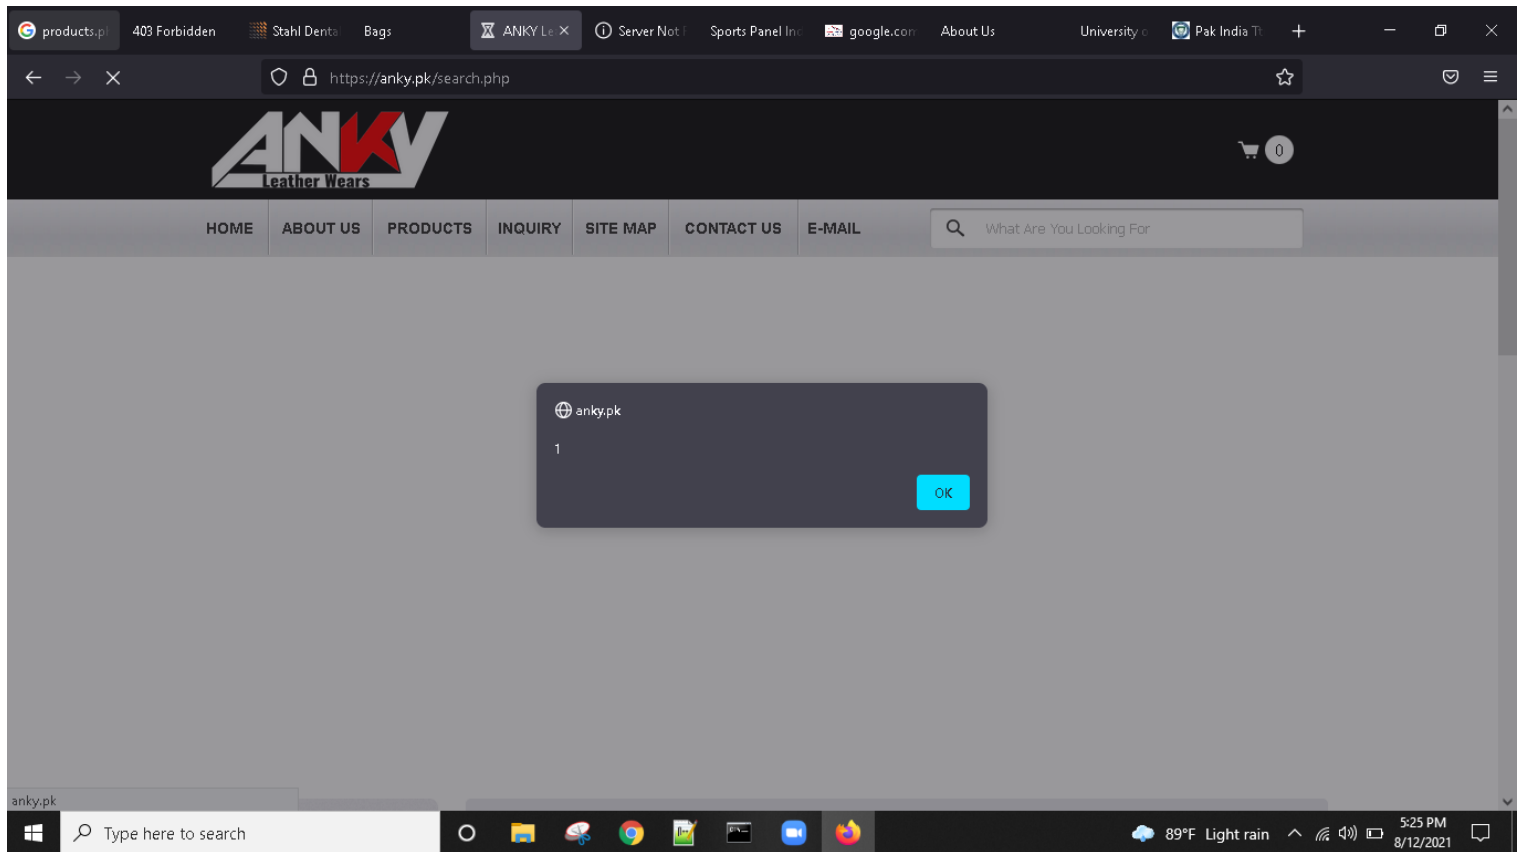 products.p 403 Forbidden Stahl Dental Bags ANKY Le Server Not F Sports Panel Inc google.com About Us University o Pak India Tr
https://anky.pk/search.php
ANKY
Leather Wears
0
HOME ABOUT US PRODUCTS INQUIRY SITE MAP CONTACT US E-MAIL What Are You Looking For
anky.pk
1
OK
anky.pk
Type here to search 89°F Light rain 5:25 PM
8/12/2021